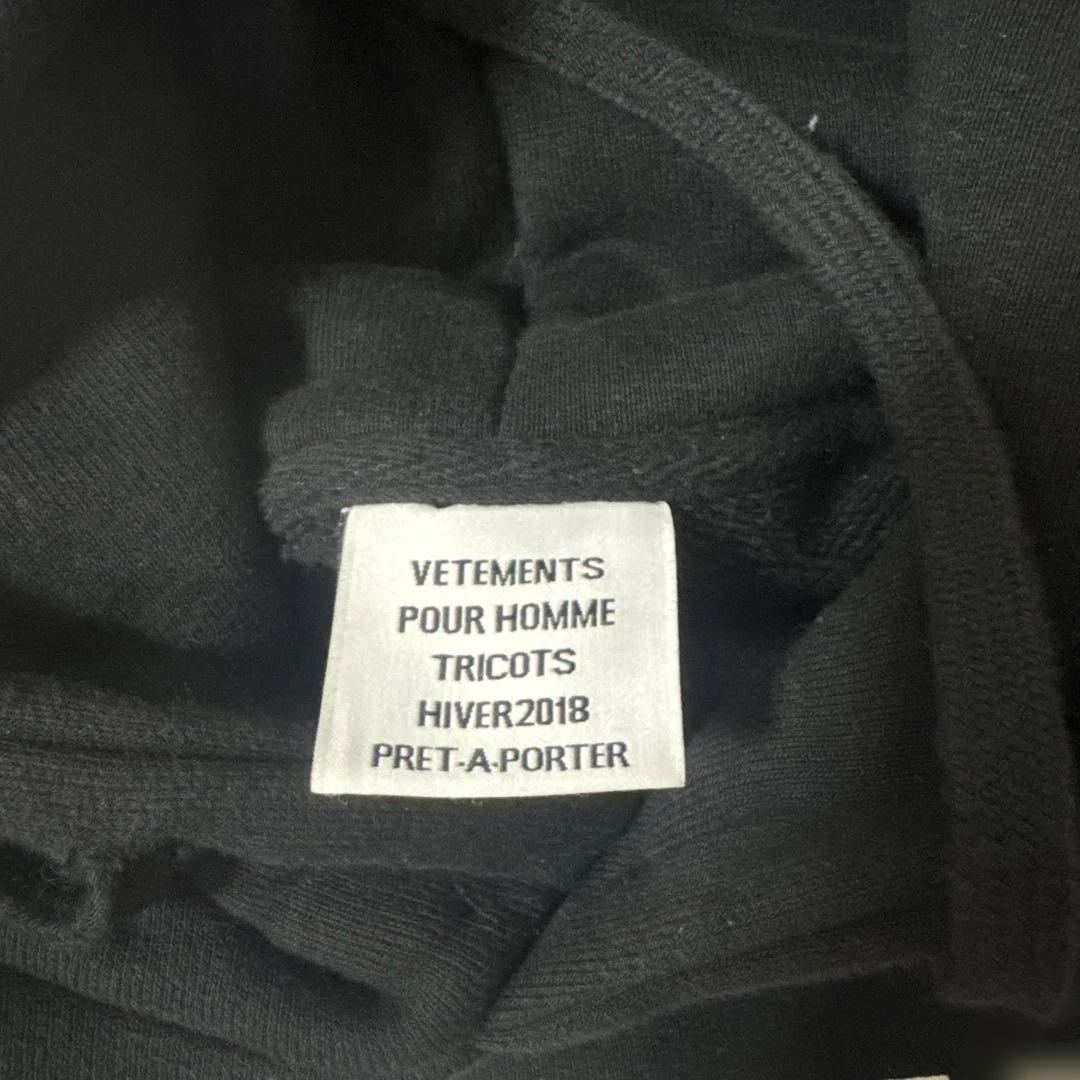 VETEMENTS
POUR HOMME
TRICOTS
HIVER2018
PRET-A-PORTER